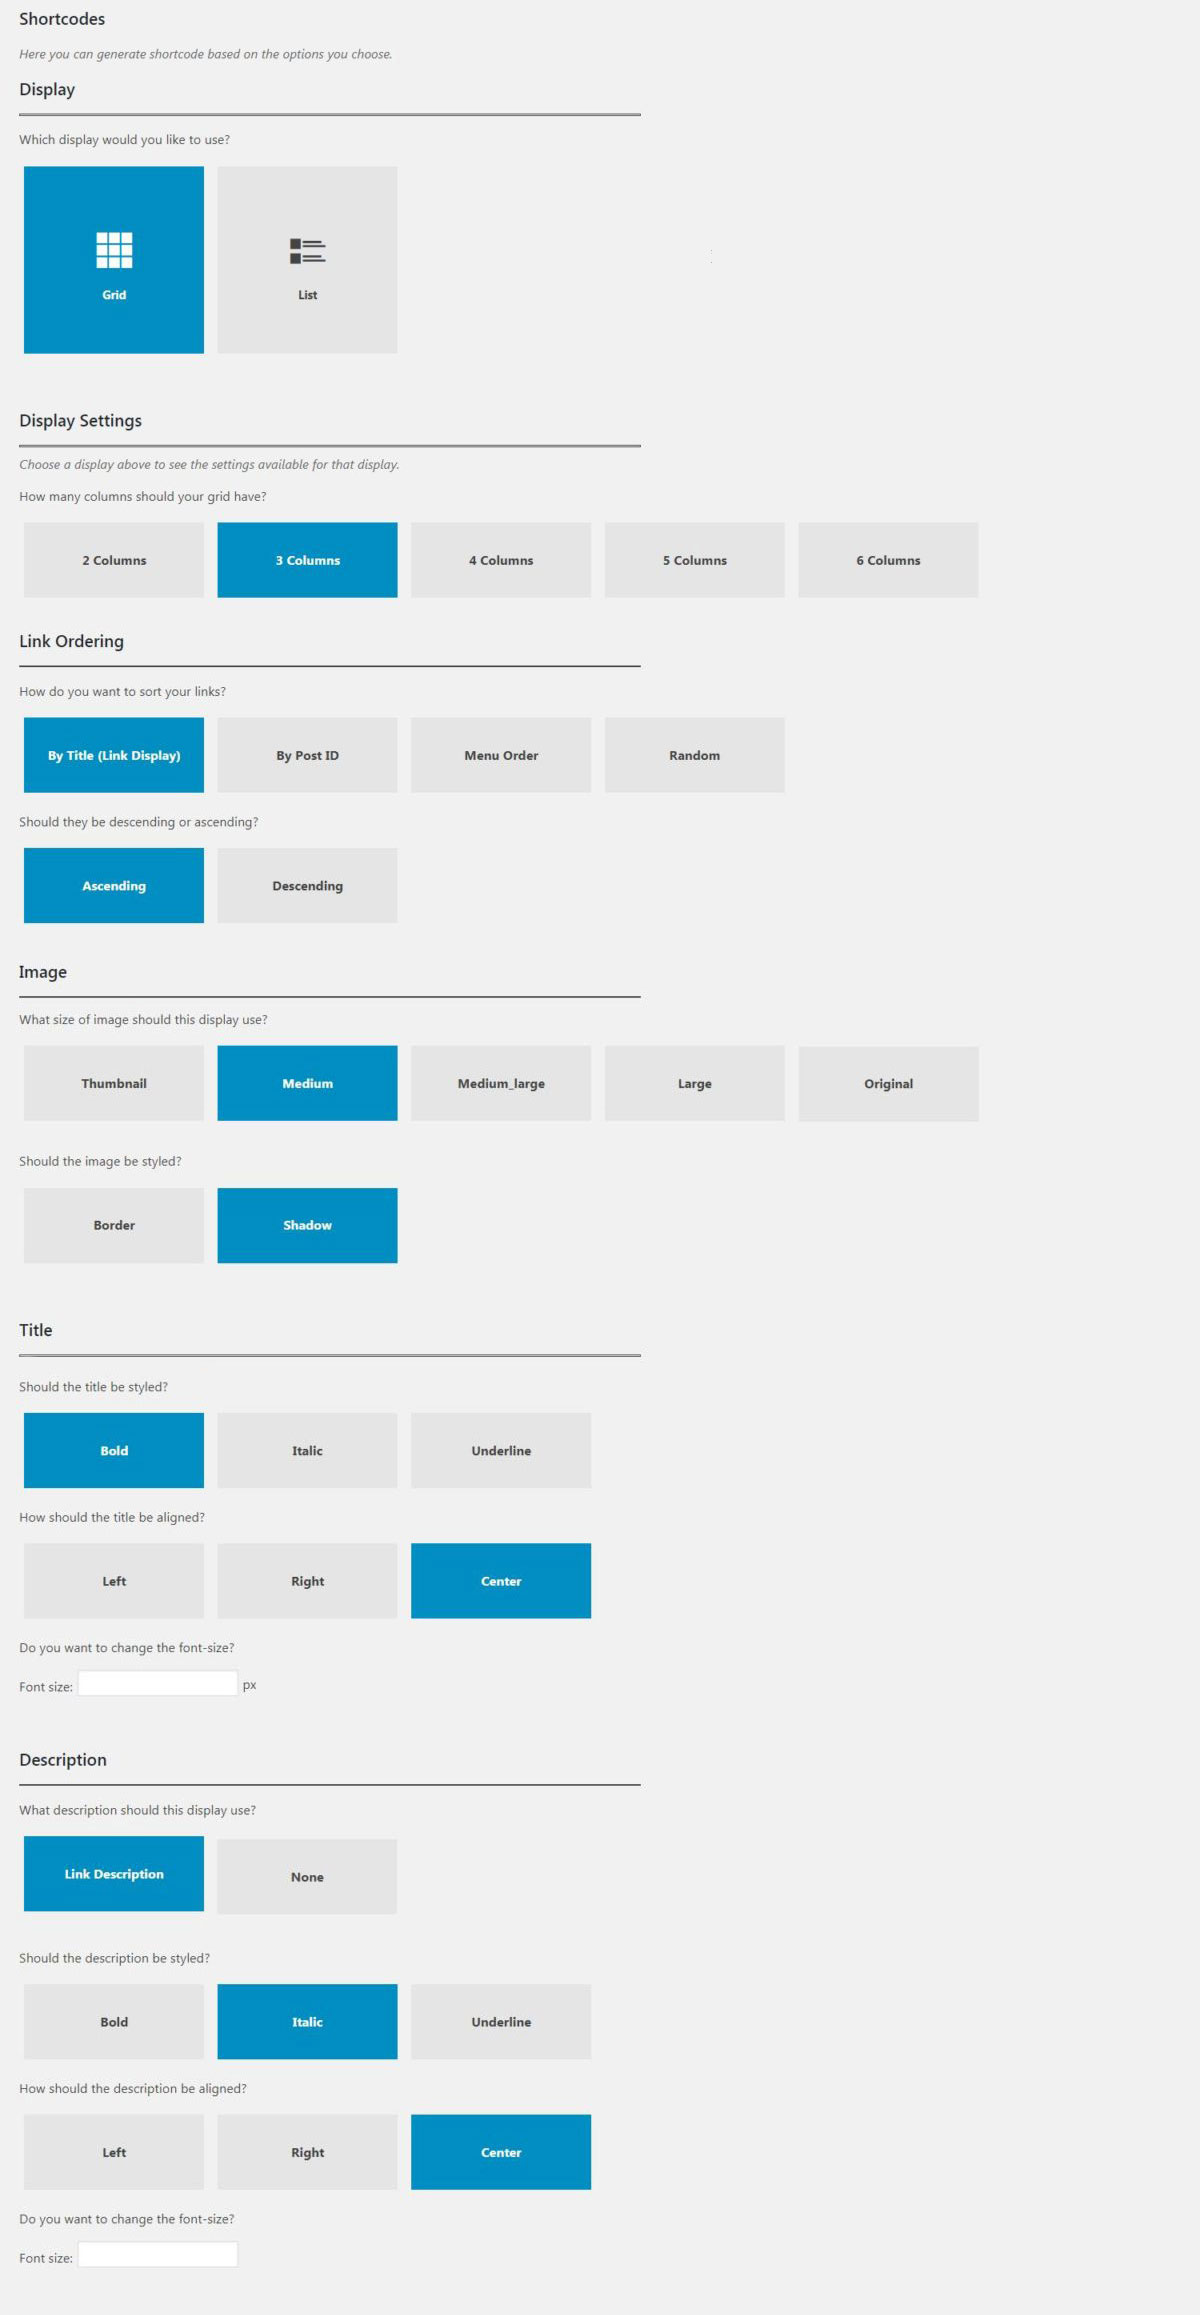 Shortcodes
Here you can generate shortcode based on the options you choose.
Display
Which display would you like to use?
Grid
List
Display Settings
Choose a display above to see the settings available for that display.
How many columns should your grid have?
2 Columns
3 Columns
4 Columns
5 Columns
6 Columns
Link Ordering
How do you want to sort your links?
By Title (Link Display)
By Post ID
Menu Order
Random
Should they be descending or ascending?
Ascending
Descending
Image
What size of image should this display use?
Thumbnail
Medium
Medium_large
Large
Original
Should the image be styled?
Border
Shadow
Title
Should the title be styled?
Bold
Italic
Underline
How should the title be aligned?
Left
Right
Center
Do you want to change the font-size?
Font size: px
Description
What description should this display use?
Link Description
None
Should the description be styled?
Bold
Italic
Underline
How should the description be aligned?
Left
Right
Center
Do you want to change the font-size?
Font size: